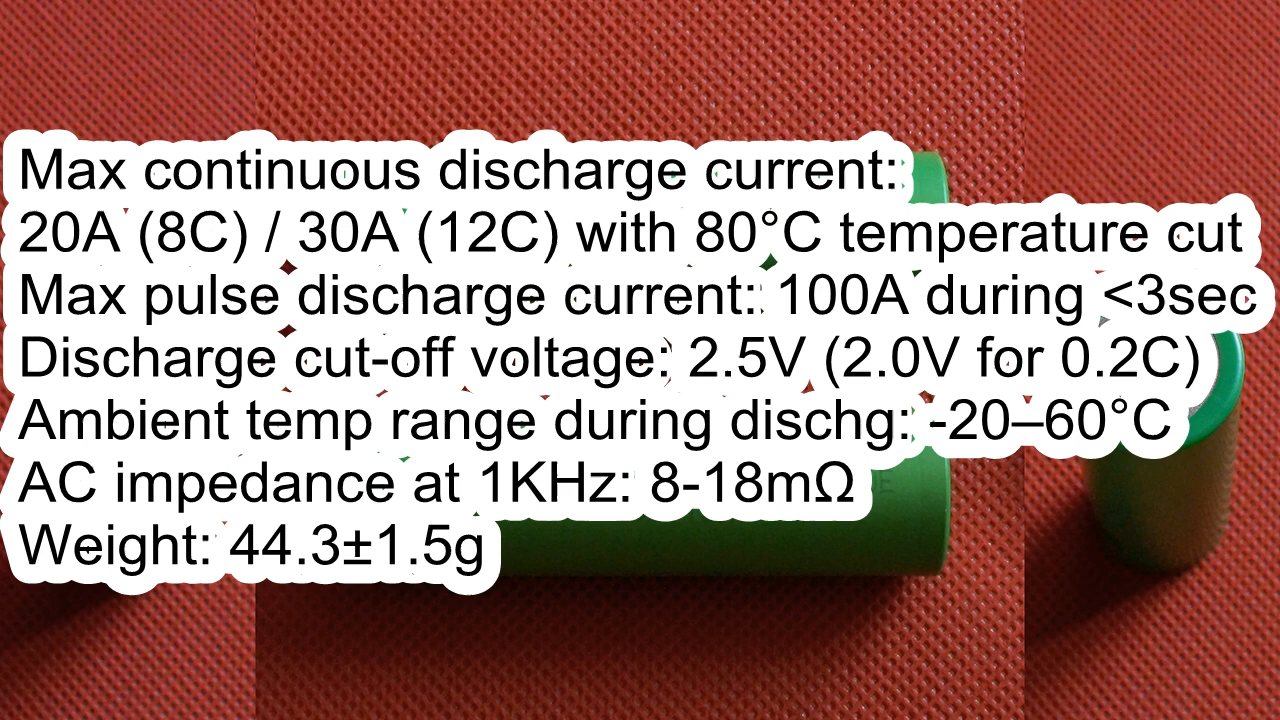 Max continuous discharge current:
20A (8C) / 30A (12C) with 80°C temperature cut
Max pulse discharge current: 100A during <3sec
Discharge cut-off voltage: 2.5V (2.0V for 0.2C)
Ambient temp range during dischg: -20–60°C
AC impedance at 1KHz: 8-18mΩ
Weight: 44.3±1.5g